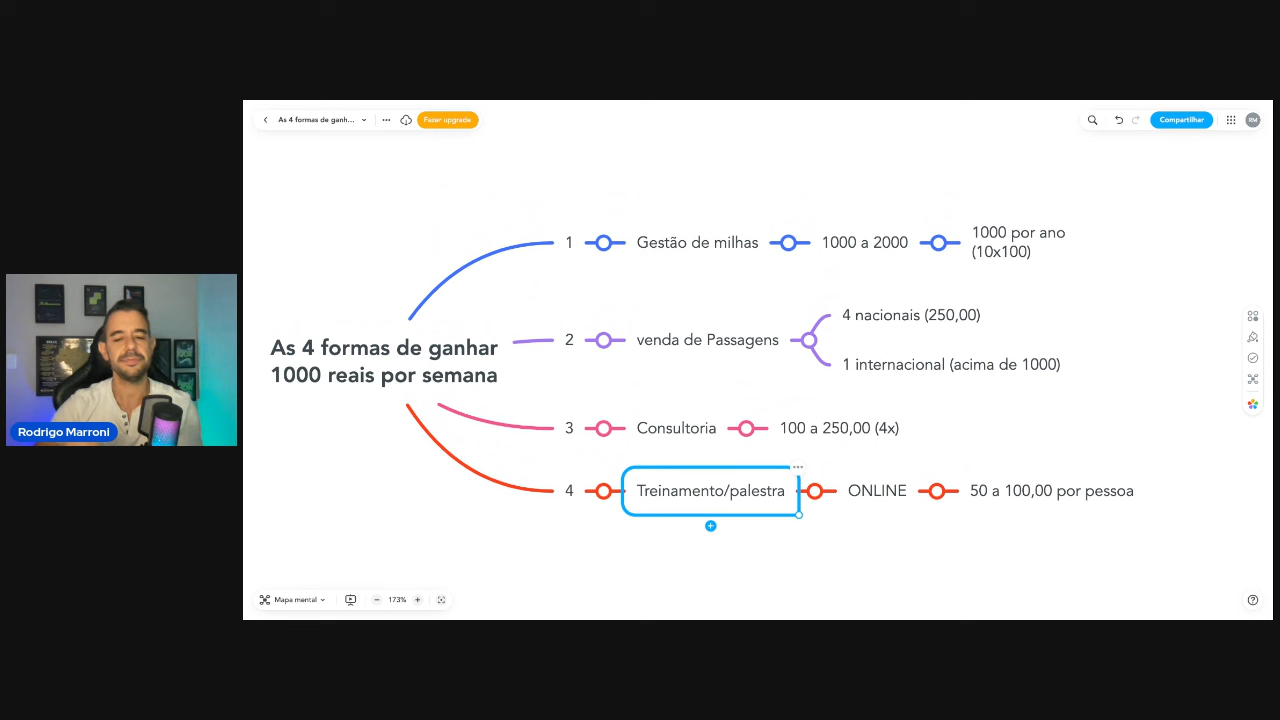 As 4 formas de ganh...
Fazer upgrade
Compartilhar
RM
As 4 formas de ganhar
1000 reais por semana
1
Gestão de milhas
1000 a 2000
1000 por ano
(10x100)
2
venda de Passagens
4 nacionais (250,00)
1 internacional (acima de 1000)
3
Consultoria
100 a 250,00 (4x)
4
Treinamento/palestra
ONLINE
50 a 100,00 por pessoa
Rodrigo Marroni
Mapa mental
173%